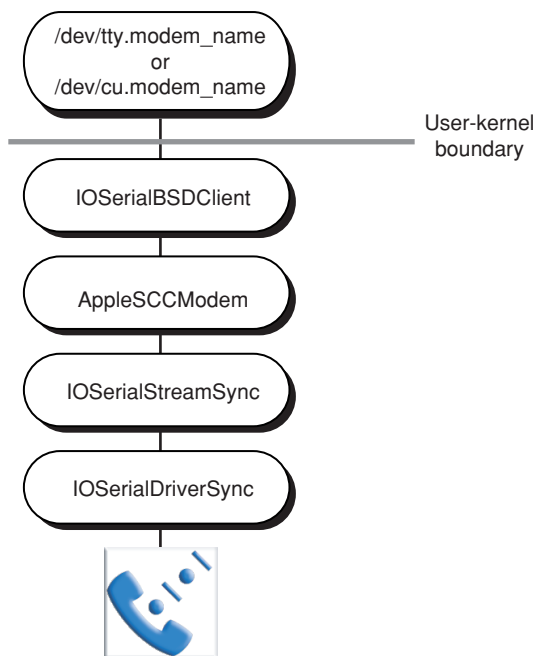 /dev/tty.modem_name
or
/dev/cu.modem_name
User-kernel
boundary
IOSerialBSDClient
AppleSCCModem
IOSerialStreamSync
IOSerialDriverSync